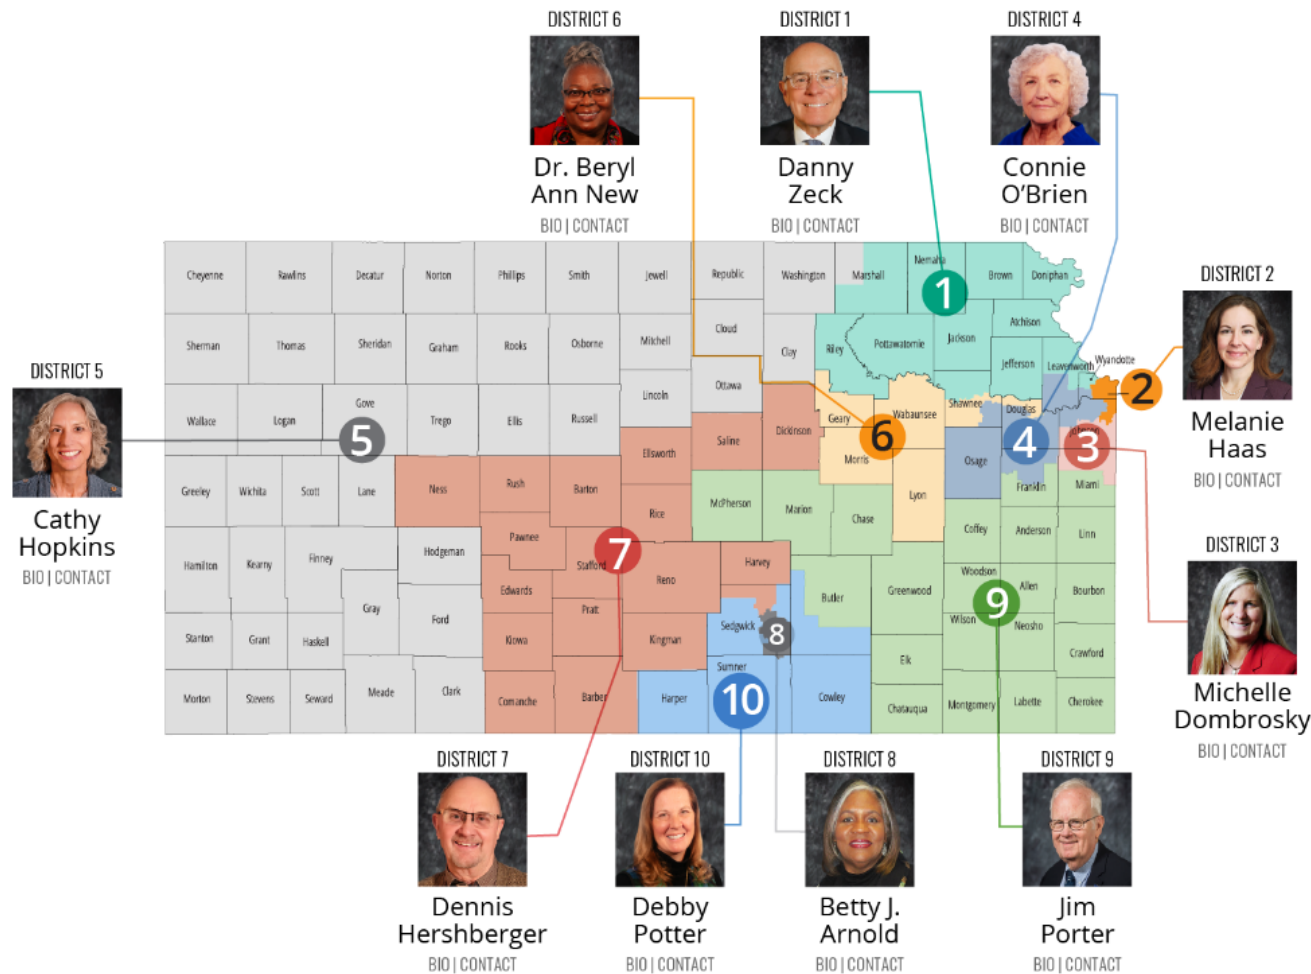 DISTRICT 6
DISTRICT 1
DISTRICT 4
Dr. Beryl
Ann New
BIO | CONTACT
Danny
Zeck
BIO | CONTACT
Connie
O'Brien
BIO | CONTACT
DISTRICT 2
Melanie
Haas
BIO | CONTACT
DISTRICT 5
Cathy
Hopkins
BIO | CONTACT
DISTRICT 3
Michelle
Dombrosky
BIO | CONTACT
Cheyenne
Rawlins
Decatur
Norton
Phillips
Smith
Jewell
Republic
Washington
Marshall
Nemaha
Brown
Doniphan
1
Sherman
Thomas
Sheridan
Graham
Rooks
Osborne
Mitchell
Cloud
Clay
Riley
Pottawatomie
Jackson
Atchison
Jefferson
Leavenworth
Wyandotte
2
Wallace
Logan
Gove
5
Trego
Ellis
Russell
Lincoln
Ottawa
Saline
Dickinson
Geary
Wabaunsee
Shawnee
Douglas
6
4
Johnson
3
Ellsworth
Morris
Osage
Franklin
Miami
Greeley
Wichita
Scott
Lane
Ness
Rush
Barton
Rice
McPherson
Marion
Chase
Lyon
Coffey
Anderson
Linn
Hamilton
Kearny
Finney
Hodgeman
Pawnee
Stafford
7
Reno
Harvey
Edwards
Butler
Greenwood
Woodson
Allen
Bourbon
9
Stanton
Grant
Haskell
Gray
Ford
Pratt
Kiowa
Kingman
Sedgwick
8
Wilson
Neosho
Elk
Crawford
Morton
Stevens
Seward
Meade
Clark
Comanche
Barber
Harper
Sumner
10
Cowley
Chatauqua
Montgomery
Labette
Cherokee
DISTRICT 7
Dennis
Hershberger
BIO | CONTACT
DISTRICT 10
Debby
Potter
BIO | CONTACT
DISTRICT 8
Betty J.
Arnold
BIO | CONTACT
DISTRICT 9
Jim
Porter
BIO | CONTACT